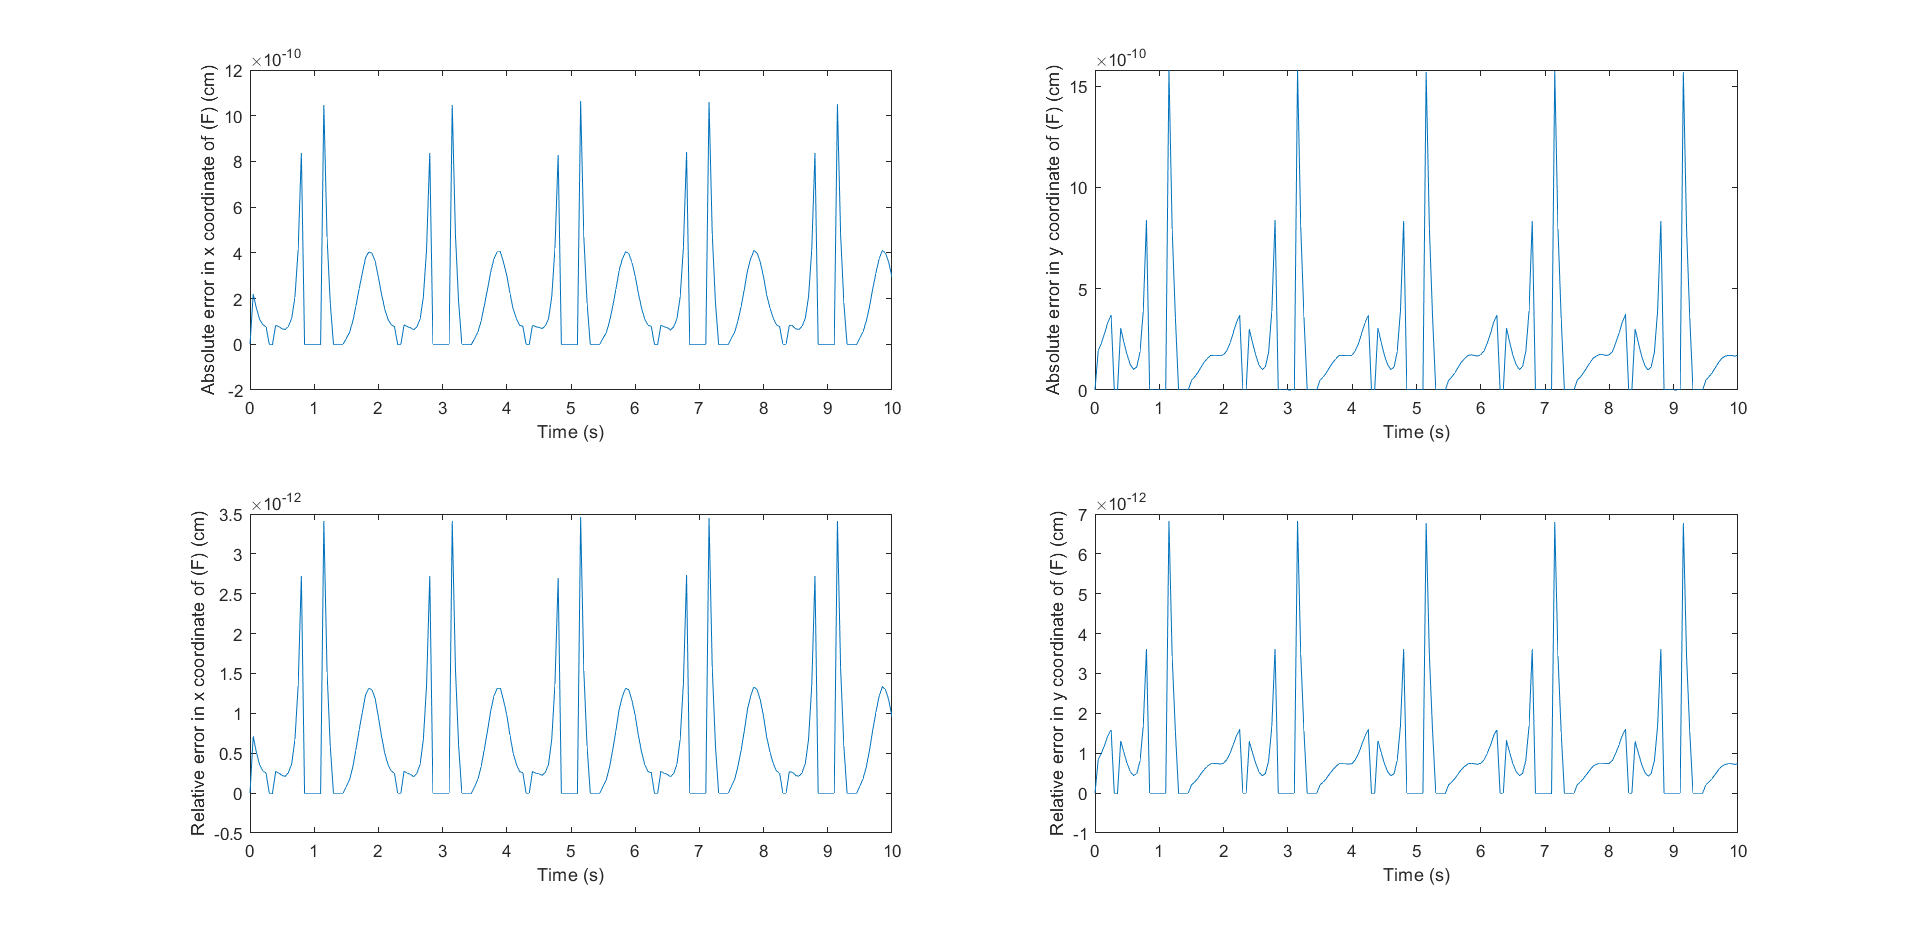 ×10^-10
Absolute error in x coordinate of (F) (cm)
12
10
8
6
4
2
0
-2
0 1 2 3 4 5 6 7 8 9 10
Time (s)
×10^-10
Absolute error in y coordinate of (F) (cm)
15
10
5
0
0 1 2 3 4 5 6 7 8 9 10
Time (s)
×10^-12
Relative error in x coordinate of (F) (cm)
3.5
3
2.5
2
1.5
1
0.5
0
-0.5
0 1 2 3 4 5 6 7 8 9 10
Time (s)
×10^-12
Relative error in y coordinate of (F) (cm)
7
6
5
4
3
2
1
0
-1
0 1 2 3 4 5 6 7 8 9 10
Time (s)